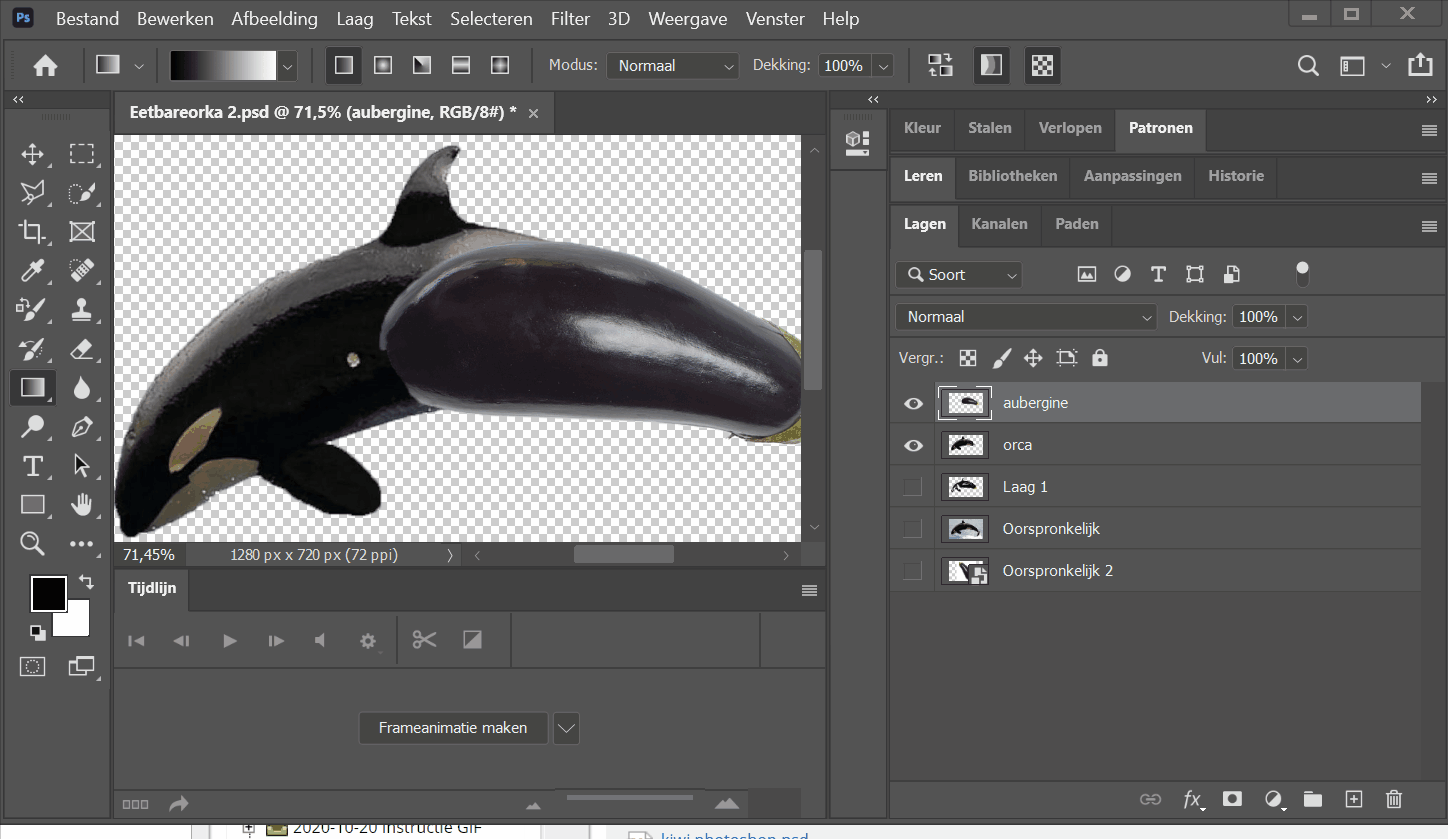 Ps Bestand Bewerken Afbeelding Laag Tekst Selecteren Filter 3D Weergave Venster Help
Modus: Normaal Dekking: 100%
Eetbareorka 2.psd @ 71,5% (aubergine, RGB/8#) *
Kleur Stalen Verlopen Patronen
Leren Bibliotheken Aanpassingen Historie
Lagen Kanalen Paden
Soort
Normaal Dekking: 100%
Vergr.: Vul: 100%
aubergine
orca
Laag 1
Oorspronkelijk
Oorspronkelijk 2
71,45% 1280 px x 720 px (72 ppi)
Tijdlijn
Frameanimatie maken
fx
2020-10-20 Instructie GIF
kiwi photoshop.psd